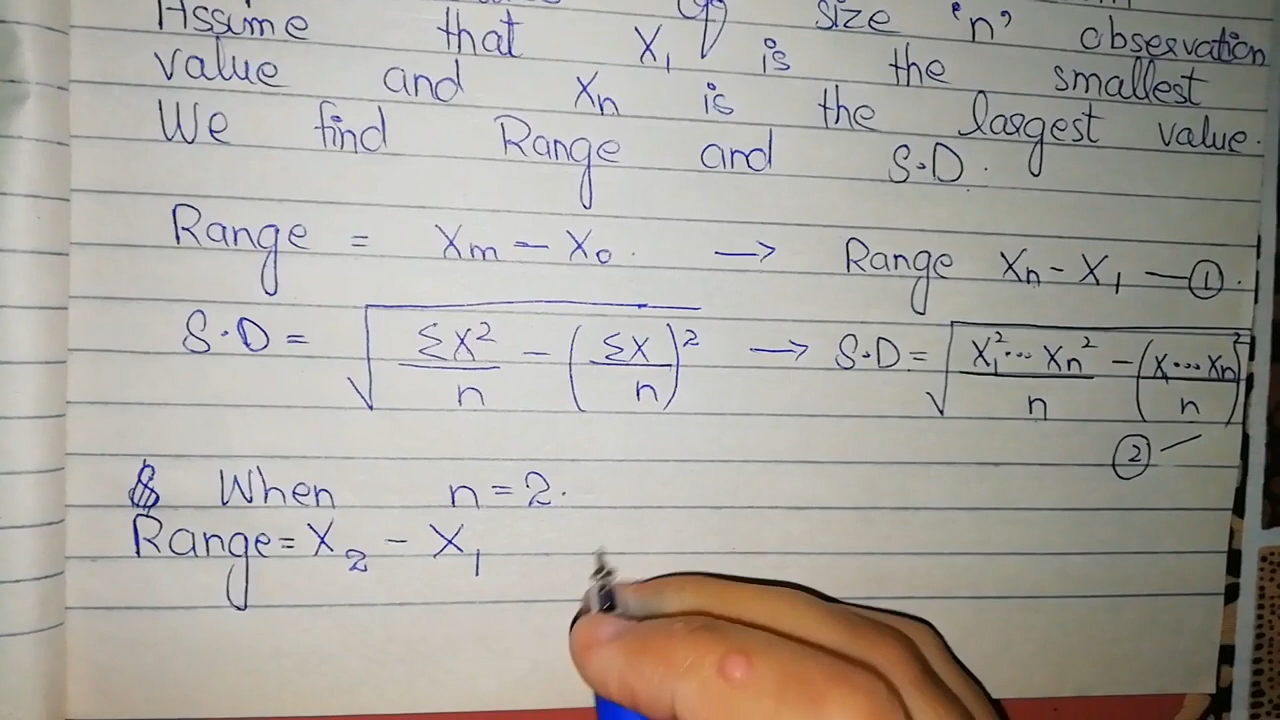 size 'n' observation
Assume that X₁ is the smallest
value and Xn is the largest value.
We find Range and S.D.
Range = Xm - X₀. → Range Xn - X₁ — ①.
S.D = √(ΣX²/n - (ΣX/n)²) → S.D = √(X₁²...Xn²/n - (X₁...Xn/n)²)
②
When n = 2.
Range = X₂ - X₁